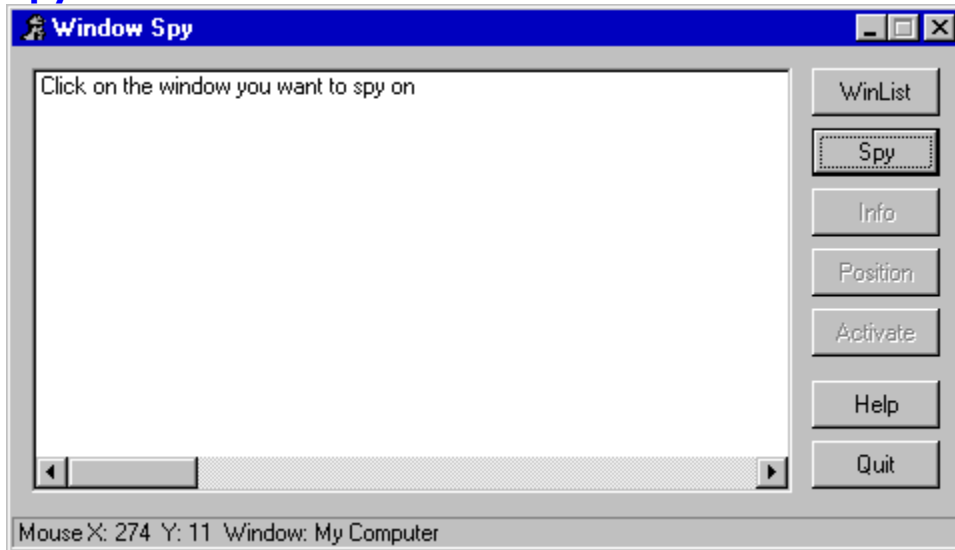 Window Spy
Click on the window you want to spy on
WinList
Spy
Info
Position
Activate
Help
Quit
Mouse X: 274 Y: 11 Window: My Computer